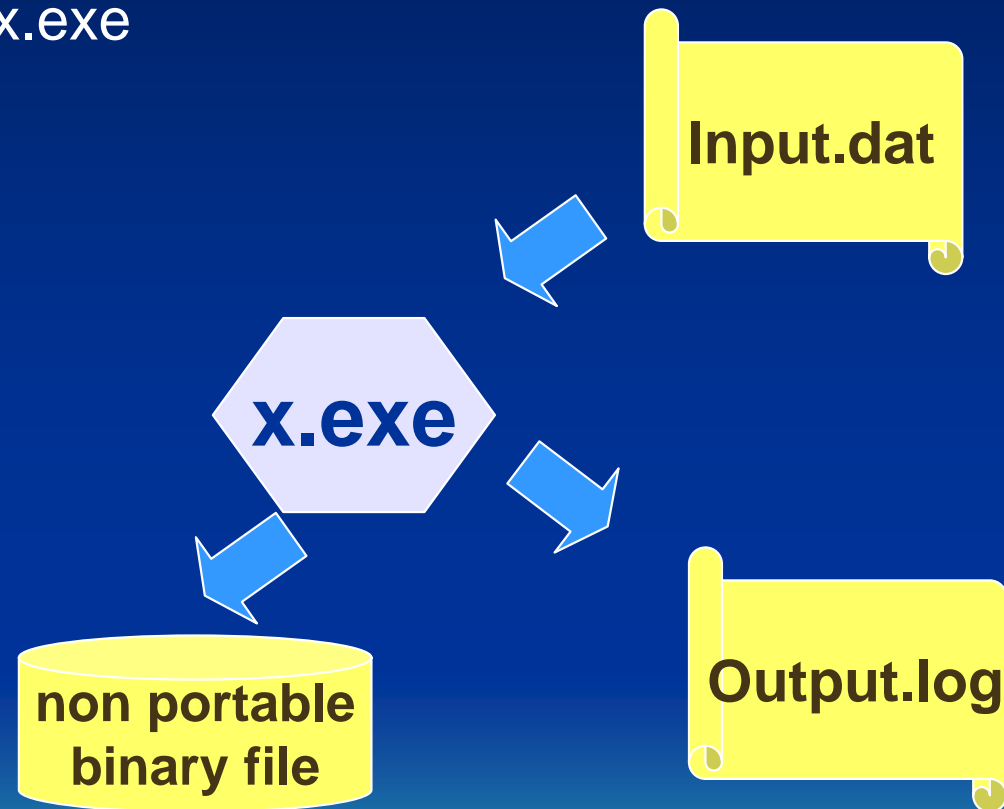 x.exe
Input.dat
x.exe
Output.log
non portable
binary file